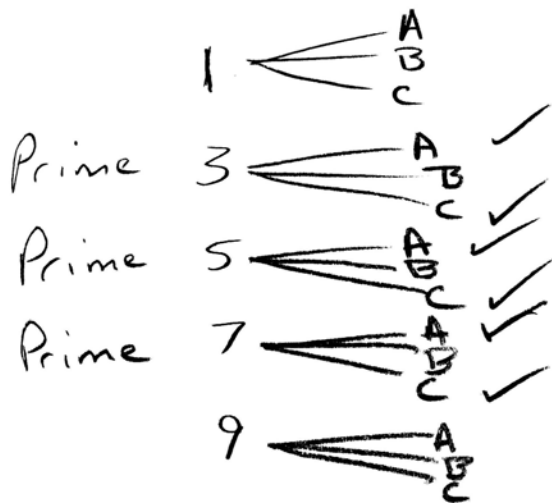 A
1 B
C
A ✓
Prime 3 B
C ✓
A ✓
Prime 5 B
C ✓
A ✓
Prime 7 B
C ✓
9 A
B
C